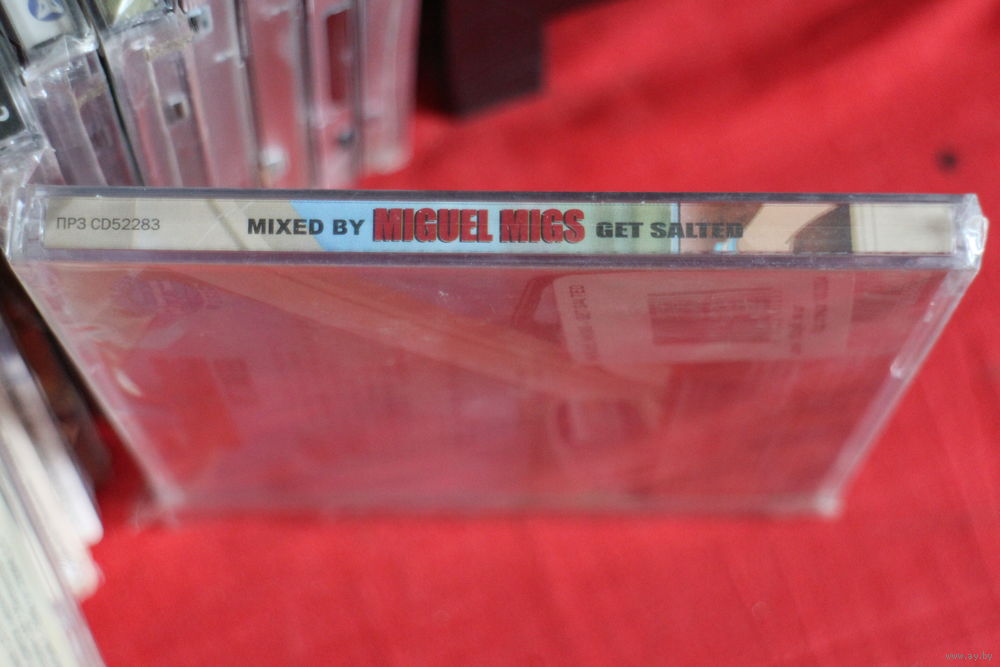 ПРЗ CD52283 MIXED BY MIGUEL MIGS GET SALTED
www.ay.by